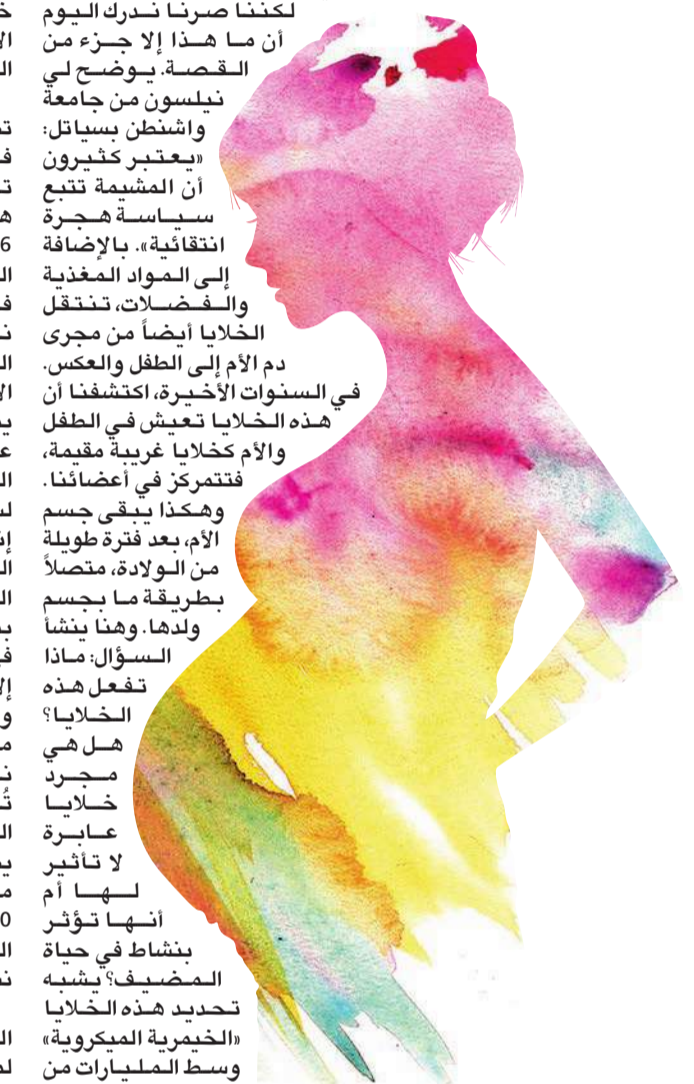 لكننا صرنا ندرك اليوم
أن ما هذا إلا جزء من
القصة. يوضح لي
نيلسون من جامعة
واشنطن بسياتل:
«يعتبر كثيرون
أن المشيمة تتبع
سياسة هجرة
انتقائية». بالإضافة
إلى المواد المغذية
والفضلات، تنتقل
الخلايا أيضاً من مجرى
دم الأم إلى الطفل والعكس.
في السنوات الأخيرة، اكتشفنا أن
هذه الخلايا تعيش في الطفل
والأم كخلايا غريبة مقيمة،
فتتمركز في أعضائنا.
وهكذا يبقى جسم
الأم، بعد فترة طويلة
من الولادة، متصلاً
بطريقة ما بجسم
ولدها. وهنا ينشأ
السؤال: ماذا
تفعل هذه
الخلايا؟
هل هي
مجرد
خلايا
عابرة
لا تأثير
لها أم
أنها تؤثر
بنشاط في حياة
المضيف؟ يشبه
تحديد هذه الخلايا
«الخيمرية الميكروية»
وسط المليارات من